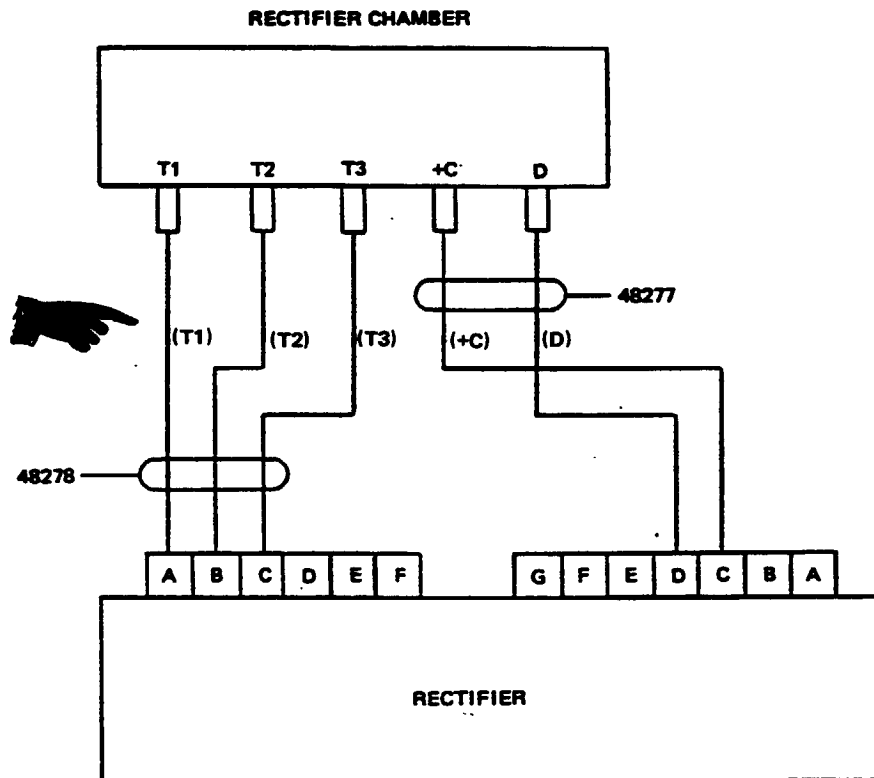 RECTIFIER CHAMBER
T1 T2 T3 +C D
48277
(T1) (T2) (T3) (+C) (D)
48278
A B C D E F G F E D C B A
RECTIFIER